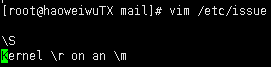 [root@haoweiwuTX mail]# vim /etc/issue
\S
Kernel \r on an \m